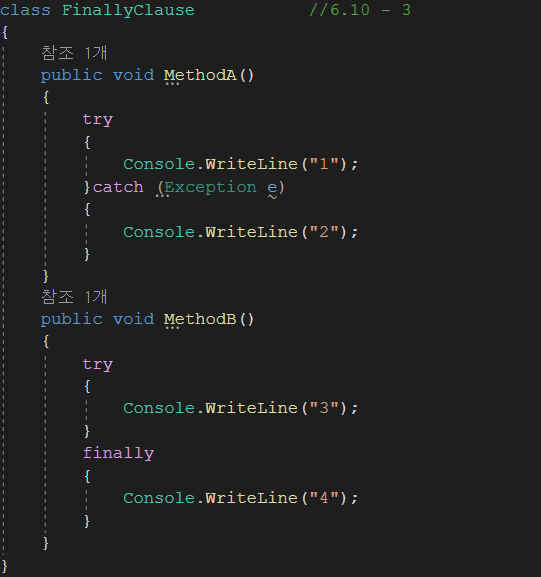 class FinallyClause //6.10 - 3
{
참조 1개
public void MethodA()
{
try
{
Console.WriteLine("1");
}catch (Exception e)
{
Console.WriteLine("2");
}
}
참조 1개
public void MethodB()
{
try
{
Console.WriteLine("3");
}
finally
{
Console.WriteLine("4");
}
}
}